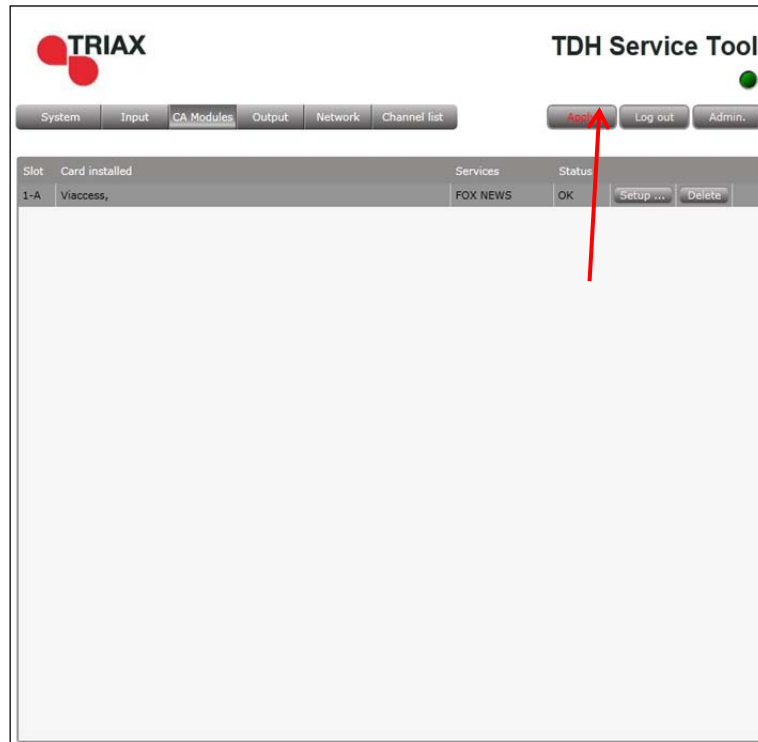 TRIAX
TDH Service Tool
System Input CA Modules Output Network Channel list Apply Log out Admin.
Slot Card installed Services Status
1-A Viaccess, FOX NEWS OK Setup ... Delete